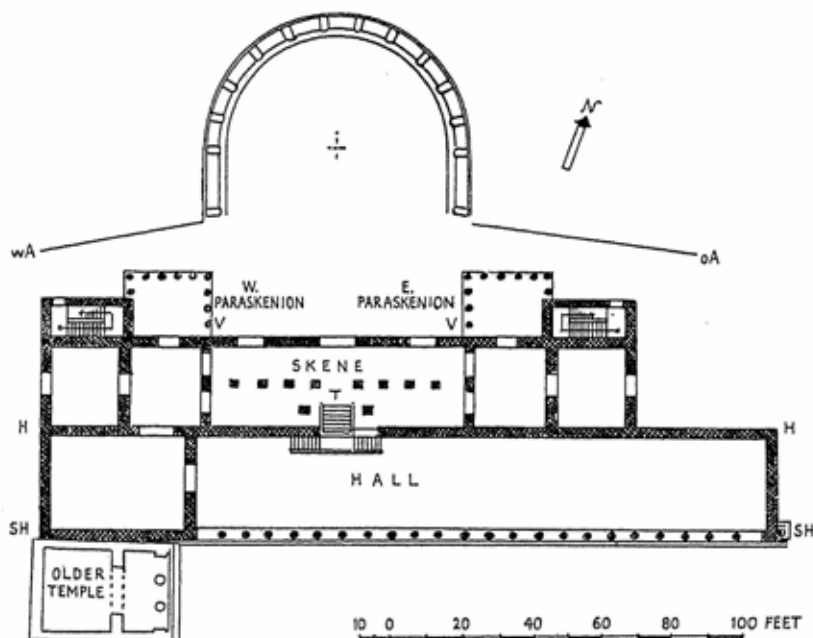 N
wA
oA
W.
PARASKENION
V
E.
PARASKENION
V
SKENE
T
H
H
HALL
SH
SH
OLDER
TEMPLE
10 0 20 40 60 80 100 FEET